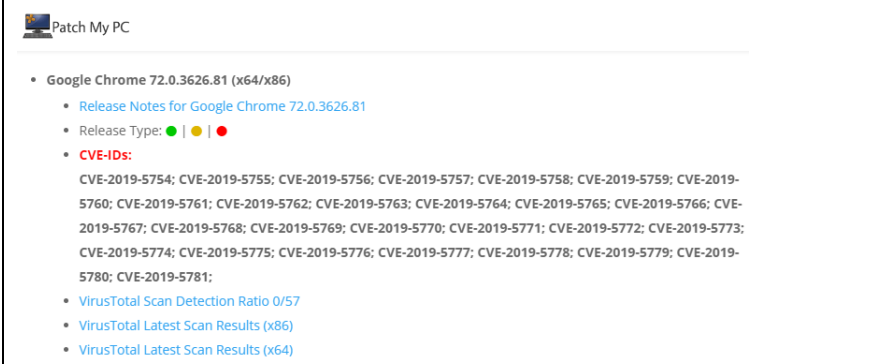 Patch My PC
Google Chrome 72.0.3626.81 (x64/x86)
Release Notes for Google Chrome 72.0.3626.81
Release Type: | |
CVE-IDs:
CVE-2019-5754; CVE-2019-5755; CVE-2019-5756; CVE-2019-5757; CVE-2019-5758; CVE-2019-5759; CVE-2019-
5760; CVE-2019-5761; CVE-2019-5762; CVE-2019-5763; CVE-2019-5764; CVE-2019-5765; CVE-2019-5766; CVE-
2019-5767; CVE-2019-5768; CVE-2019-5769; CVE-2019-5770; CVE-2019-5771; CVE-2019-5772; CVE-2019-5773;
CVE-2019-5774; CVE-2019-5775; CVE-2019-5776; CVE-2019-5777; CVE-2019-5778; CVE-2019-5779; CVE-2019-
5780; CVE-2019-5781;
VirusTotal Scan Detection Ratio 0/57
VirusTotal Latest Scan Results (x86)
VirusTotal Latest Scan Results (x64)